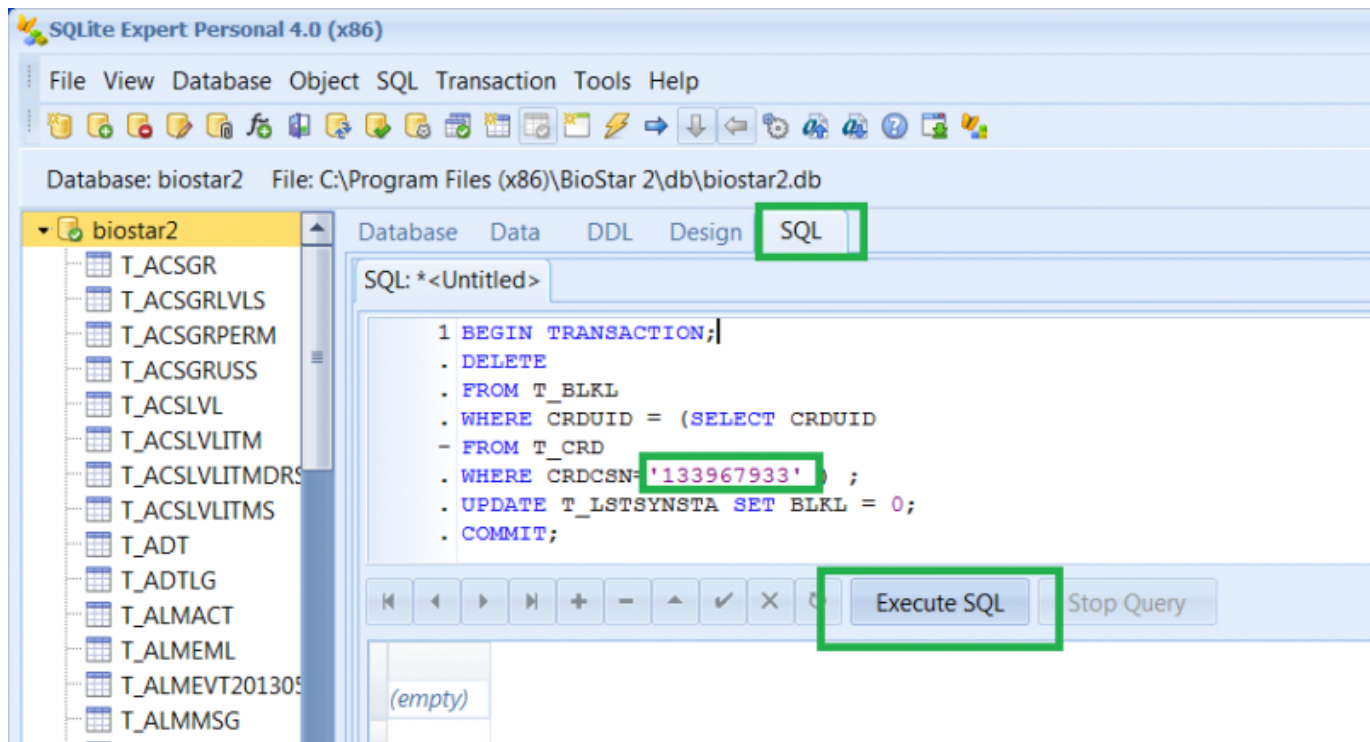 SQLite Expert Personal 4.0 (x86)
File View Database Object SQL Transaction Tools Help
Database: biostar2 File: C:\Program Files (x86)\BioStar 2\db\biostar2.db
biostar2
T_ACSGR
T_ACSGRLVLS
T_ACSGRPERM
T_ACSGRUSS
T_ACSLVL
T_ACSLVLITM
T_ACSLVLITMDRS
T_ACSLVLITMS
T_ADT
T_ADTLG
T_ALMACT
T_ALMEML
T_ALMEVT201305
T_ALMMSG
Database Data DDL Design SQL
SQL: *<Untitled>
1 BEGIN TRANSACTION;
. DELETE
. FROM T_BLKL
. WHERE CRDUID = (SELECT CRDUID
- FROM T_CRD
. WHERE CRDCSN='133967933' ) ;
. UPDATE T_LSTSYNSTA SET BLKL = 0;
. COMMIT;
Execute SQL Stop Query
(empty)